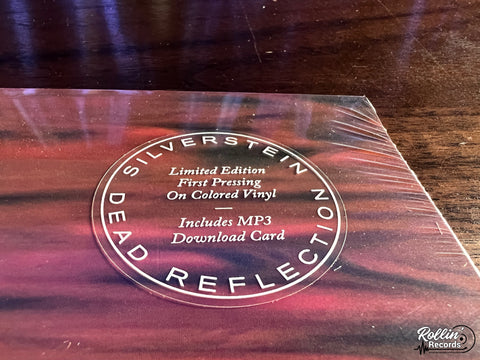 SILVERSTEIN
Limited Edition
First Pressing
On Colored Vinyl
—
Includes MP3
Download Card
DEAD REFLECTION
Rollin'
Records